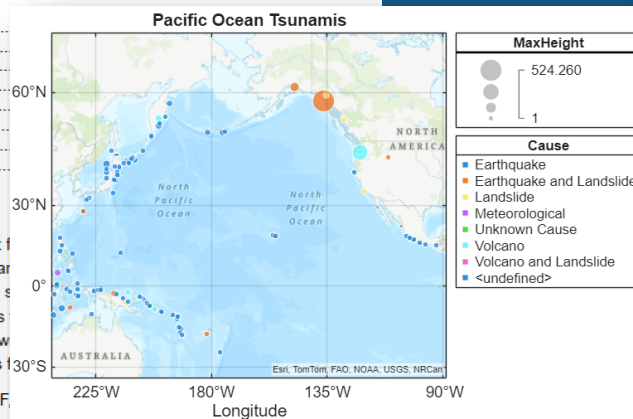 Pacific Ocean Tsunamis
60°N
30°N
0°
30°S
225°W
180°W
135°W
90°W
Longitude
NORTH
AMERICA
North
Pacific
Ocean
North
Pacific
Ocean
AUSTRALIA
Esri, TomTom, FAO, NOAA, USGS, NRCan
MaxHeight
524.260
1
Cause
Earthquake
Earthquake and Landslide
Landslide
Meteorological
Unknown Cause
Volcano
Volcano and Landslide
<undefined>